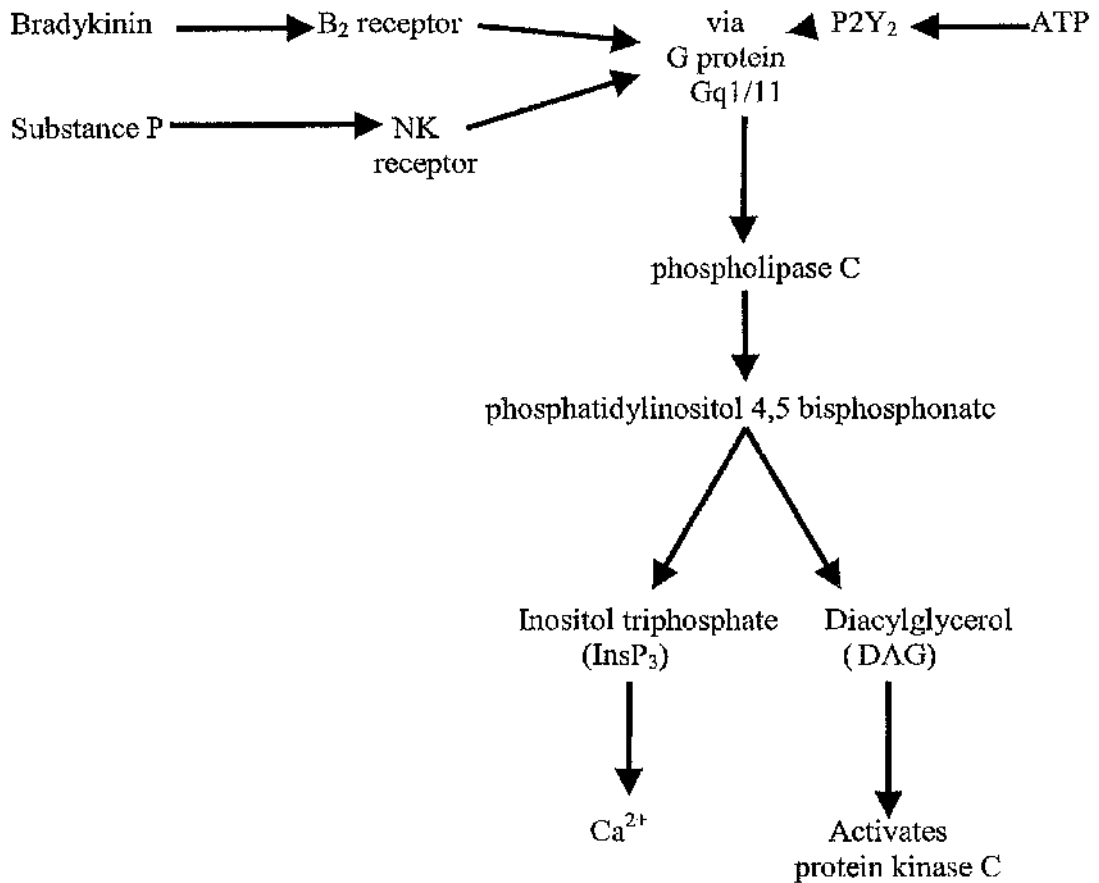 Bradykinin
B₂ receptor
via
G protein
Gq1/11
P2Y₂
ATP
Substance P
NK
receptor
phospholipase C
phosphatidylinositol 4,5 bisphosphonate
Inositol triphosphate
(InsP₃)
Diacylglycerol
(DAG)
Ca²⁺
Activates
protein kinase C